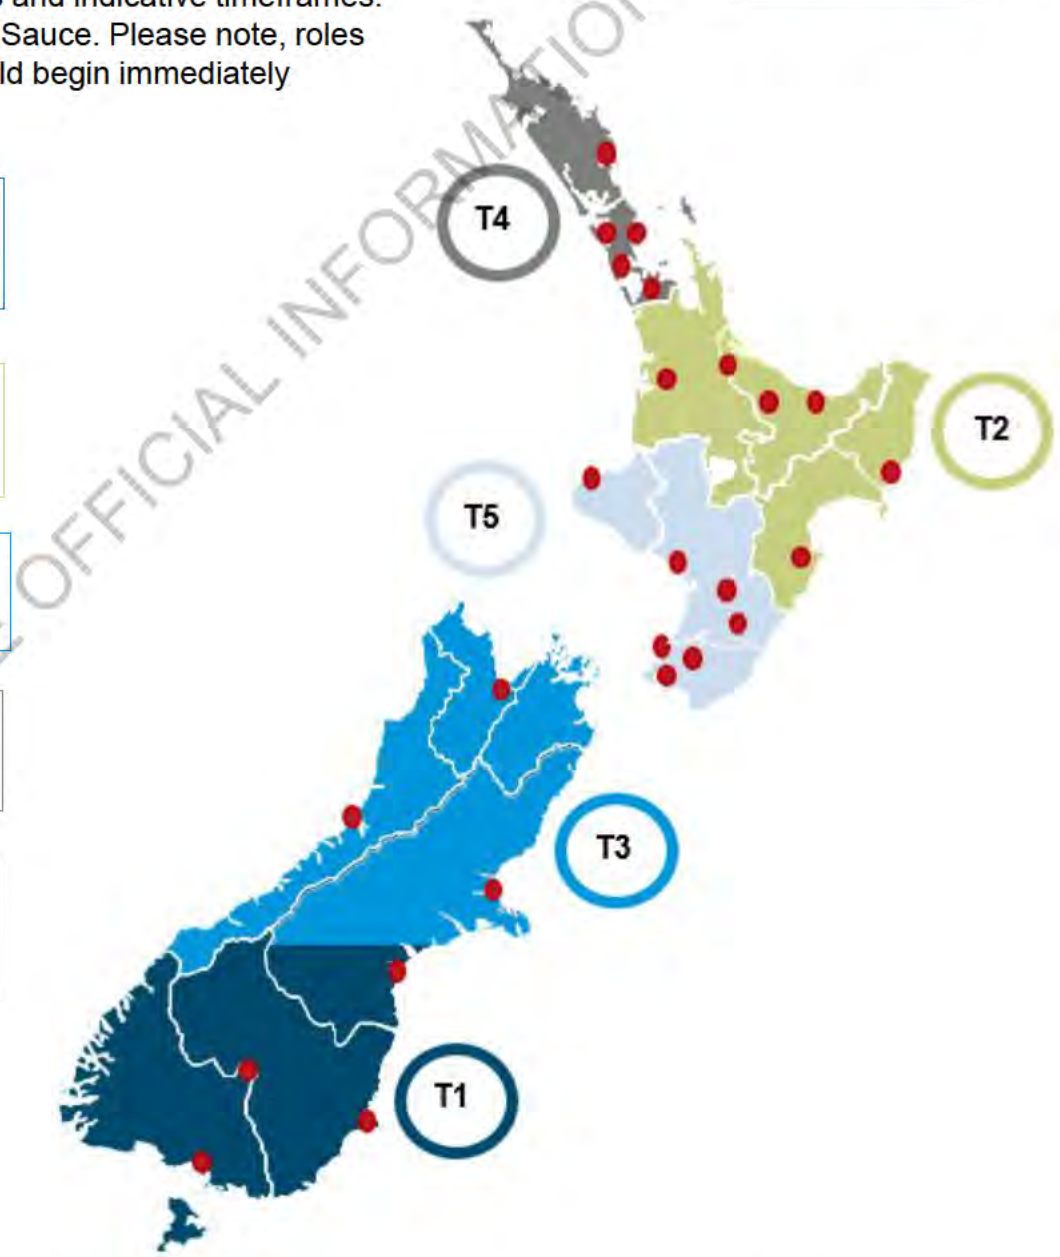 and indicative timeframes.
Sauce. Please note, roles
ld begin immediately
OFFICIAL INFORMATION
T4
T2
T5
T3
T1